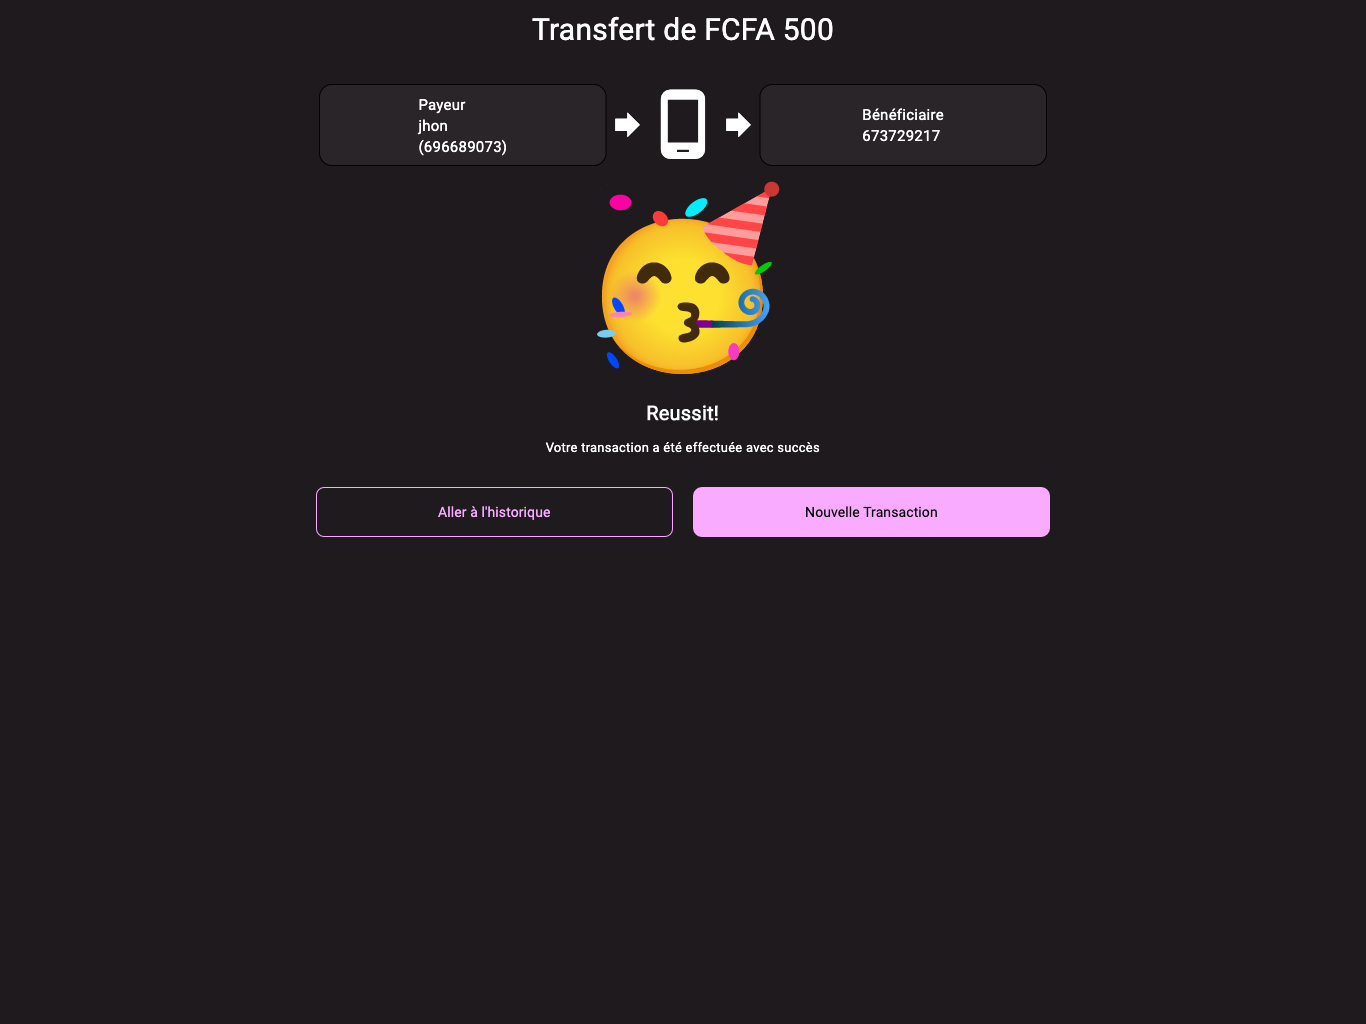 Transfert de FCFA 500
Payeur
jhon
(696689073)
Bénéficiaire
673729217
Reussit!
Votre transaction a été effectuée avec succès
Aller à l'historique
Nouvelle Transaction